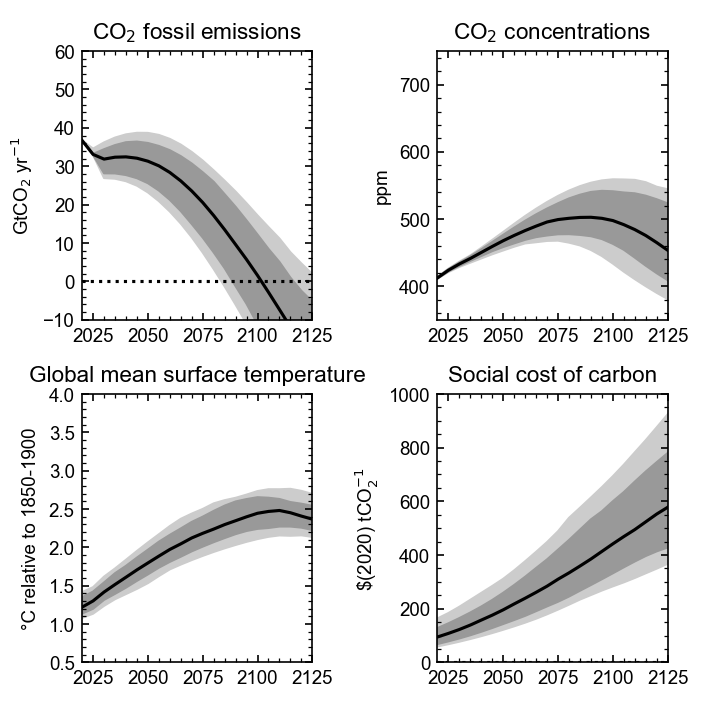 CO₂ fossil emissions
60
50
40
30
20
10
0
−10
GtCO₂ yr⁻¹
2025 2050 2075 2100 2125
CO₂ concentrations
700
600
500
400
ppm
2025 2050 2075 2100 2125
Global mean surface temperature
4.0
3.5
3.0
2.5
2.0
1.5
1.0
0.5
°C relative to 1850-1900
2025 2050 2075 2100 2125
Social cost of carbon
1000
800
600
400
200
0
$(2020) tCO₂⁻¹
2025 2050 2075 2100 2125